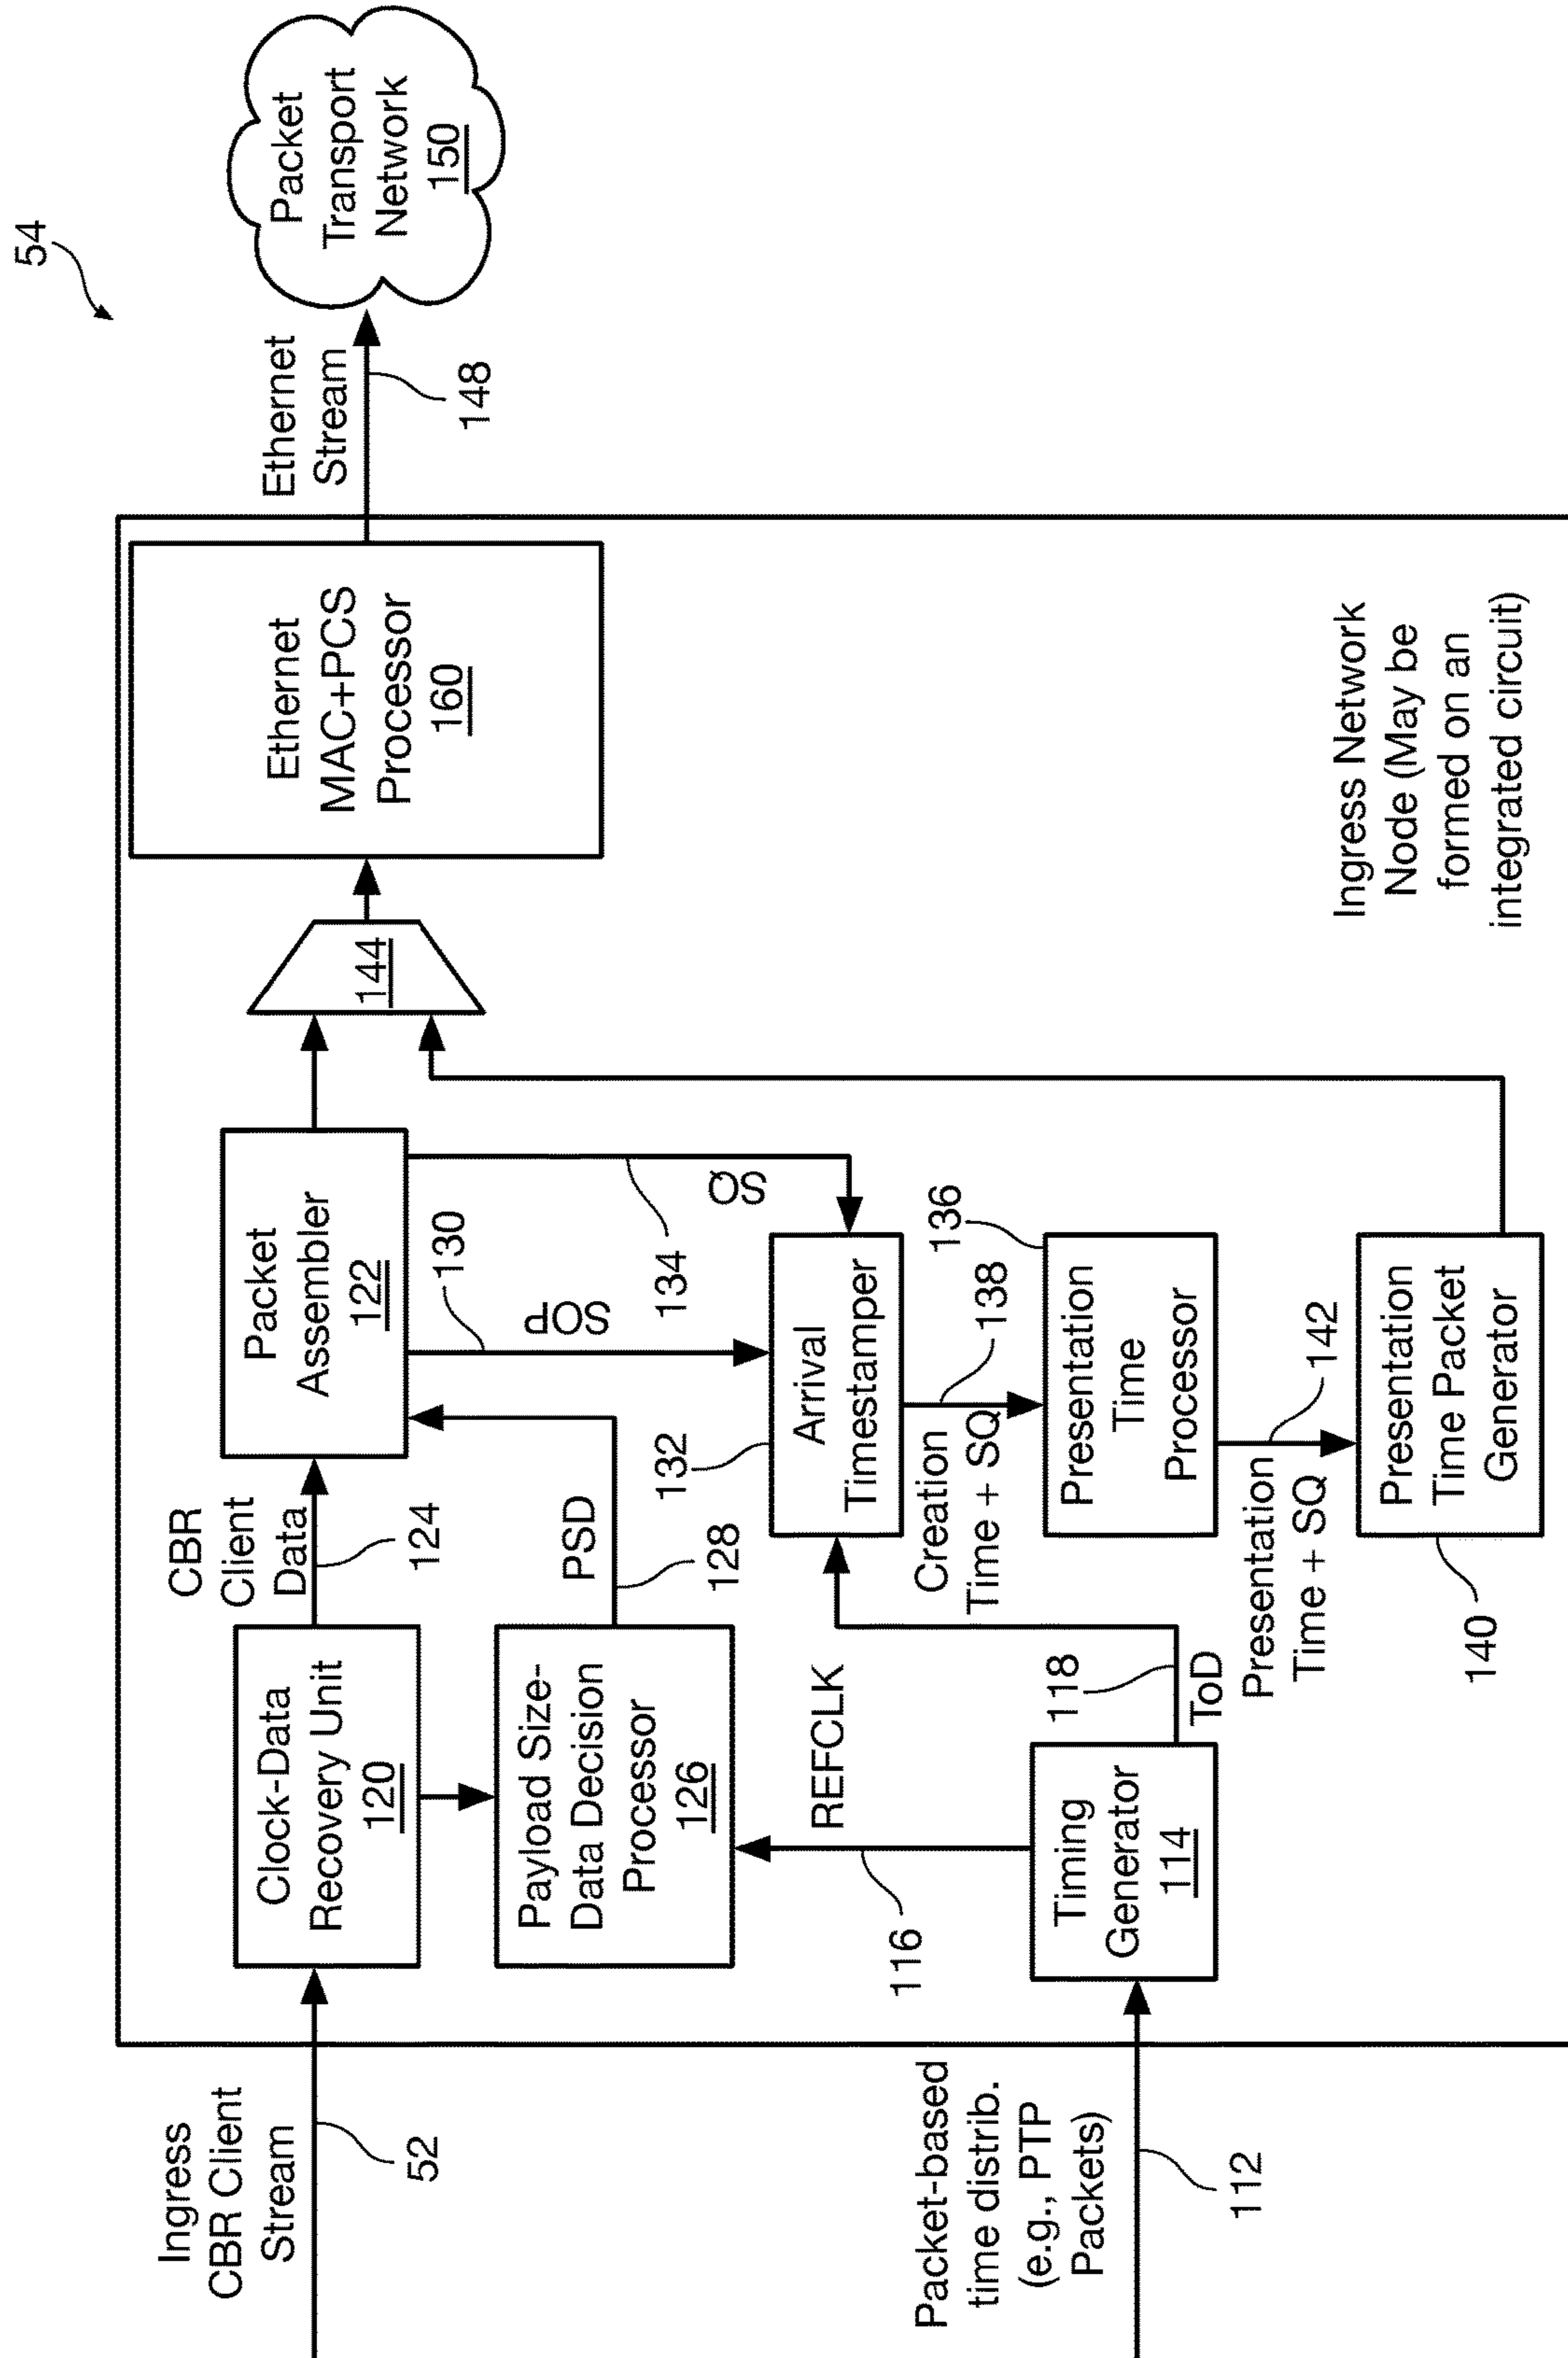 54
Ingress
CBR Client
Stream
52
Clock-Data
Recovery Unit
120
CBR
Client
Data
124
Packet
Assembler
122
144
Ethernet
MAC+PCS
Processor
160
Ethernet
Stream
148
Packet
Transport
Network
150
Payload Size-
Data Decision
Processor
126
PSD
128
130
SOP
134
SQ
Packet-based
time distrib.
(e.g., PTP
Packets)
112
116
REFCLK
Timing
Generator
114
118
ToD
132
Arrival
Timestamper
Creation
Time + SQ
138
136
Presentation
Time
Processor
Presentation
Time + SQ
142
140
Presentation
Time Packet
Generator
Ingress Network
Node (May be
formed on an
integrated circuit)